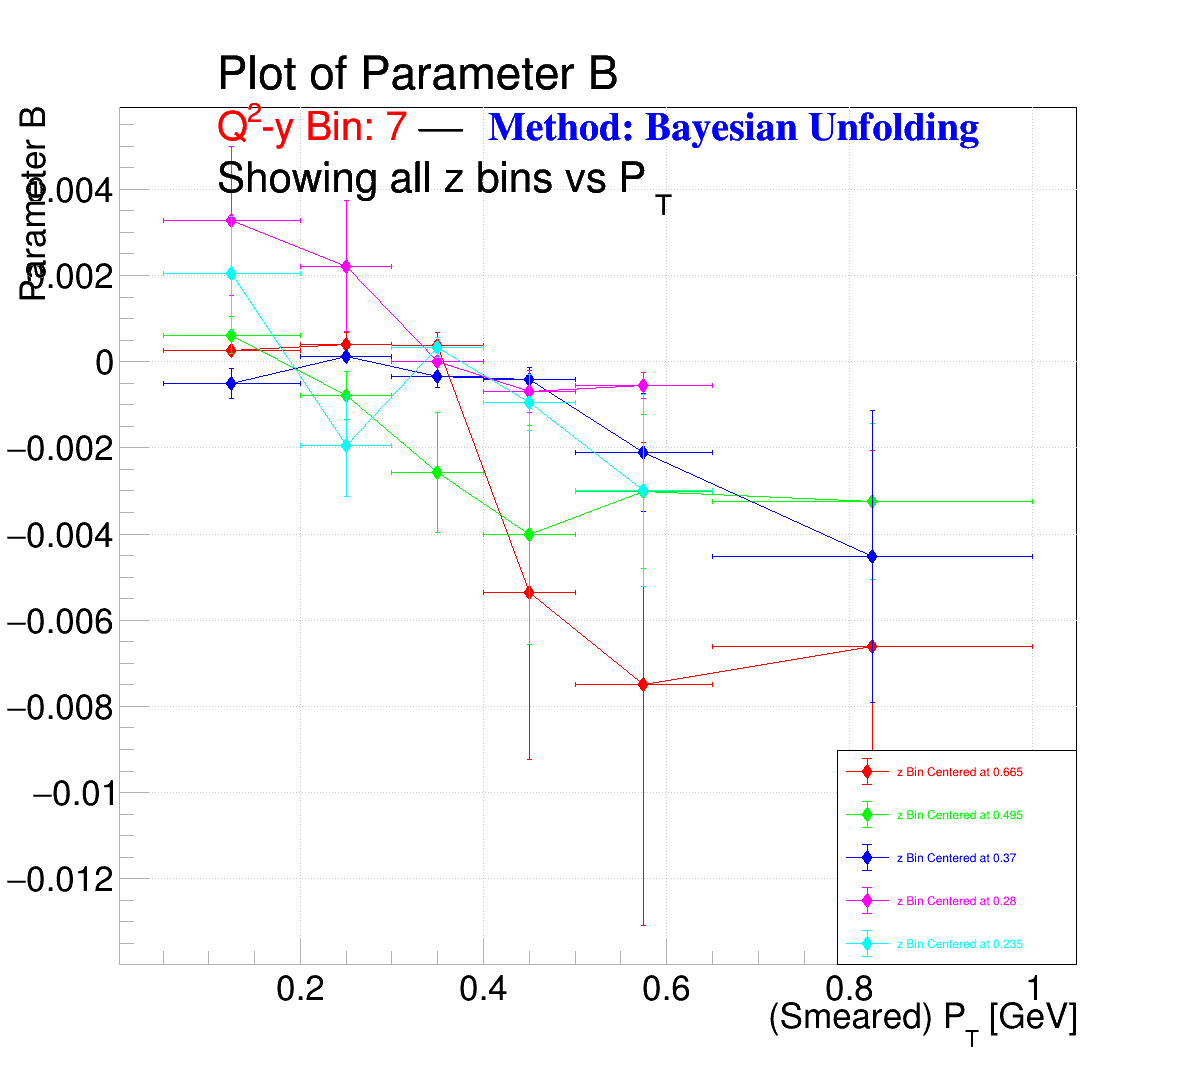 Plot of Parameter B
Q²-y Bin: 7 — Method: Bayesian Unfolding
Showing all z bins vs P_T
Parameter B
0.004
0.002
0
−0.002
−0.004
−0.006
−0.008
−0.01
−0.012
z Bin Centered at 0.665
z Bin Centered at 0.495
z Bin Centered at 0.37
z Bin Centered at 0.28
z Bin Centered at 0.235
0.2 0.4 0.6 0.8 1
(Smeared) P_T [GeV]